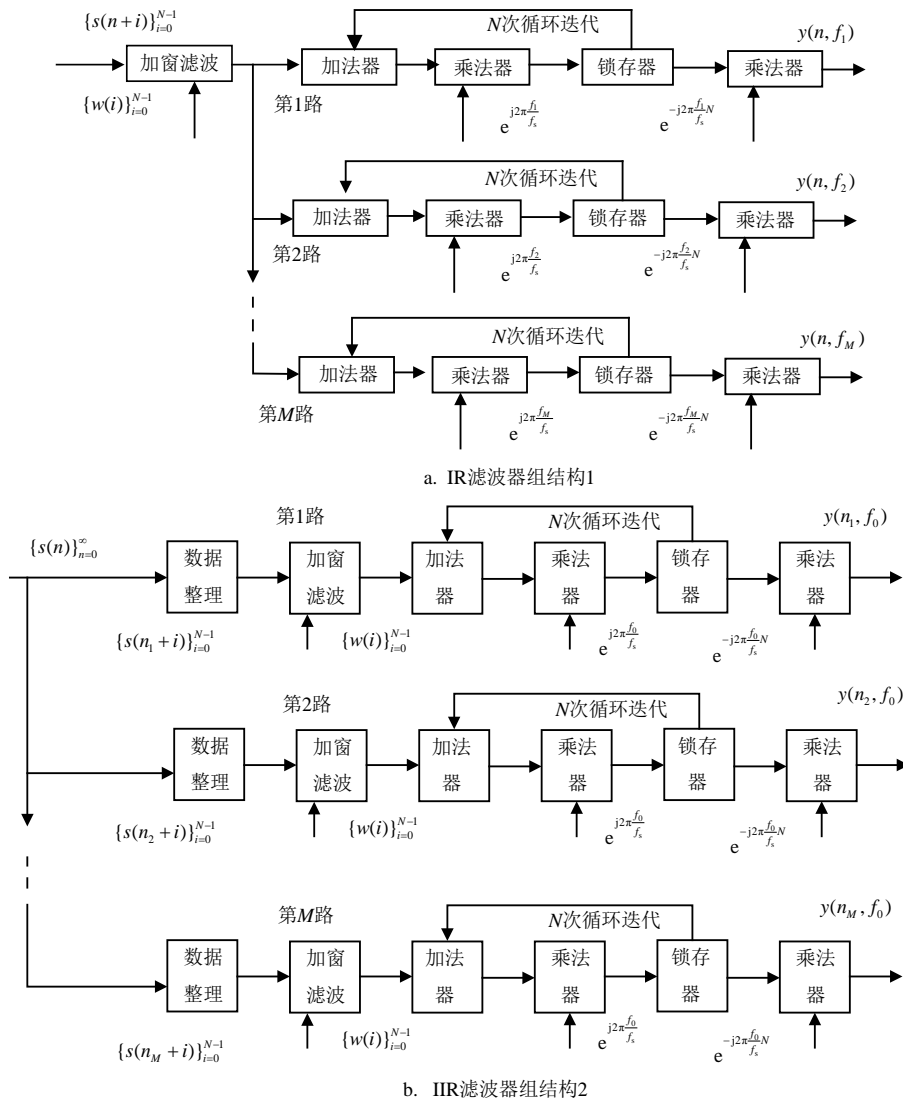 {s(n+i)}_{i=0}^{N-1}
N次循环迭代
y(n, f_1)
加窗滤波
加法器
乘法器
锁存器
乘法器
{w(i)}_{i=0}^{N-1}
第1路
e^{j2π\frac{f_1}{f_s}}
e^{-j2π\frac{f_1}{f_s}N}
N次循环迭代
y(n, f_2)
加法器
乘法器
锁存器
乘法器
第2路
e^{j2π\frac{f_2}{f_s}}
e^{-j2π\frac{f_2}{f_s}N}
N次循环迭代
y(n, f_M)
加法器
乘法器
锁存器
乘法器
第M路
e^{j2π\frac{f_M}{f_s}}
e^{-j2π\frac{f_M}{f_s}N}
a. IR滤波器组结构1
第1路
N次循环迭代
y(n_1, f_0)
{s(n)}_{n=0}^{∞}
数据
整理
加窗
滤波
加法
器
乘法
器
锁存
器
乘法
器
{s(n_1+i)}_{i=0}^{N-1}
{w(i)}_{i=0}^{N-1}
e^{j2π\frac{f_0}{f_s}}
e^{-j2π\frac{f_0}{f_s}N}
第2路
N次循环迭代
y(n_2, f_0)
数据
整理
加窗
滤波
加法
器
乘法
器
锁存
器
乘法
器
{s(n_2+i)}_{i=0}^{N-1}
{w(i)}_{i=0}^{N-1}
e^{j2π\frac{f_0}{f_s}}
e^{-j2π\frac{f_0}{f_s}N}
第M路
N次循环迭代
y(n_M, f_0)
数据
整理
加窗
滤波
加法
器
乘法
器
锁存
器
乘法
器
{s(n_M+i)}_{i=0}^{N-1}
{w(i)}_{i=0}^{N-1}
e^{j2π\frac{f_0}{f_s}}
e^{-j2π\frac{f_0}{f_s}N}
b. IIR滤波器组结构2